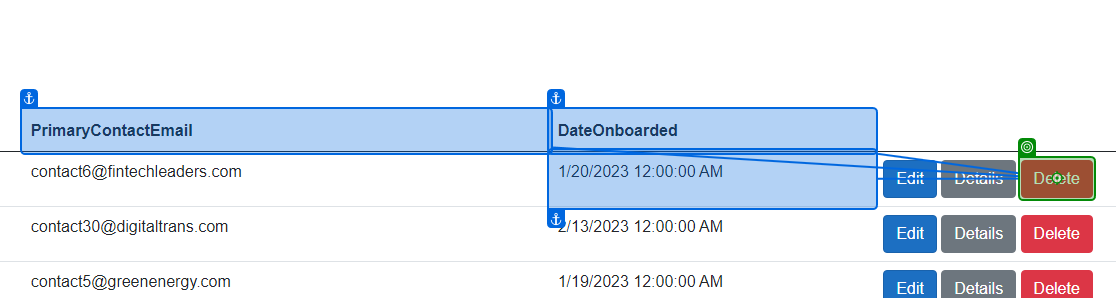 PrimaryContactEmail DateOnboarded
contact6@fintechleaders.com 1/20/2023 12:00:00 AM Edit Details Delete
contact30@digitaltrans.com 2/13/2023 12:00:00 AM Edit Details Delete
contact5@greenenergy.com 1/19/2023 12:00:00 AM Edit Details Delete